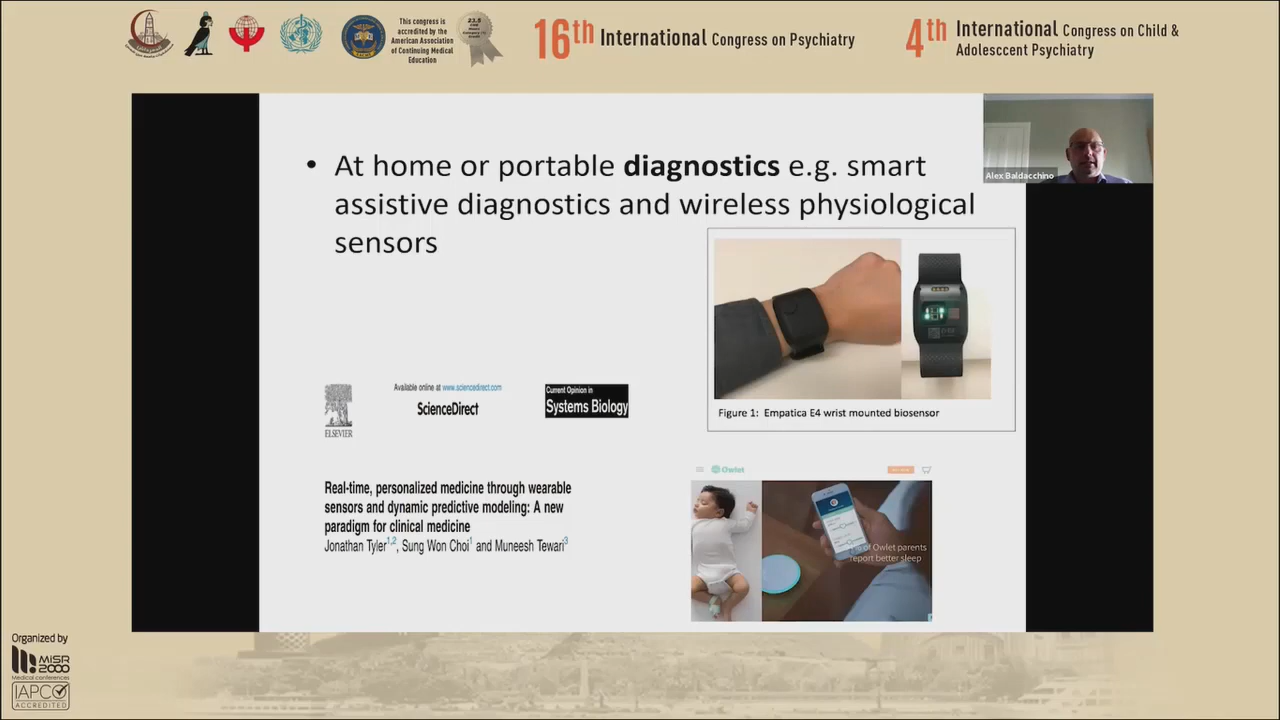 This congress is
accredited by the
American Association
of Continuing Medical
Education
16th International Congress on Psychiatry
4th International Congress on Child &
Adolesccent Psychiatry
Alex Baldacchino
• At home or portable diagnostics e.g. smart
assistive diagnostics and wireless physiological
sensors
Figure 1: Empatica E4 wrist mounted biosensor
ELSEVIER
Available online at www.sciencedirect.com
ScienceDirect
Current Opinion in
Systems Biology
Real-time, personalized medicine through wearable
sensors and dynamic predictive modeling: A new
paradigm for clinical medicine
Jonathan Tyler1,2, Sung Won Choi1 and Muneesh Tewari3
Owlet
of Owlet parents
report better sleep
Organized by
MISR
2000
Medical conferences
IAPCO
ACCREDITED